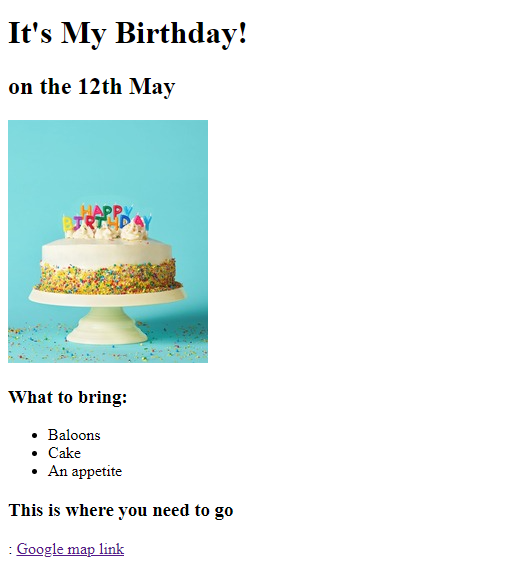 It's My Birthday!
on the 12th May
HAPPY
BIRTHDAY
What to bring:
Baloons
Cake
An appetite
This is where you need to go
: Google map link